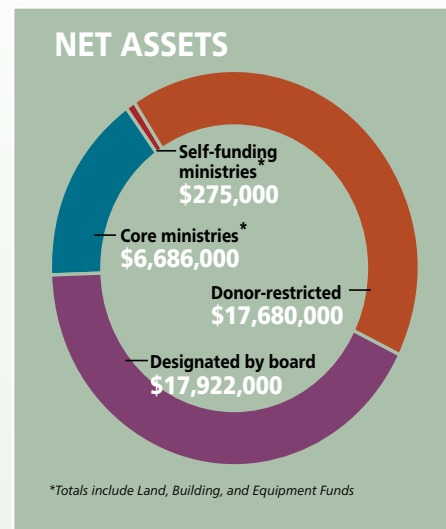 NET ASSETS
Self-funding
ministries*
$275,000
Core ministries*
$6,686,000
Donor-restricted
$17,680,000
Designated by board
$17,922,000
*Totals include Land, Building, and Equipment Funds